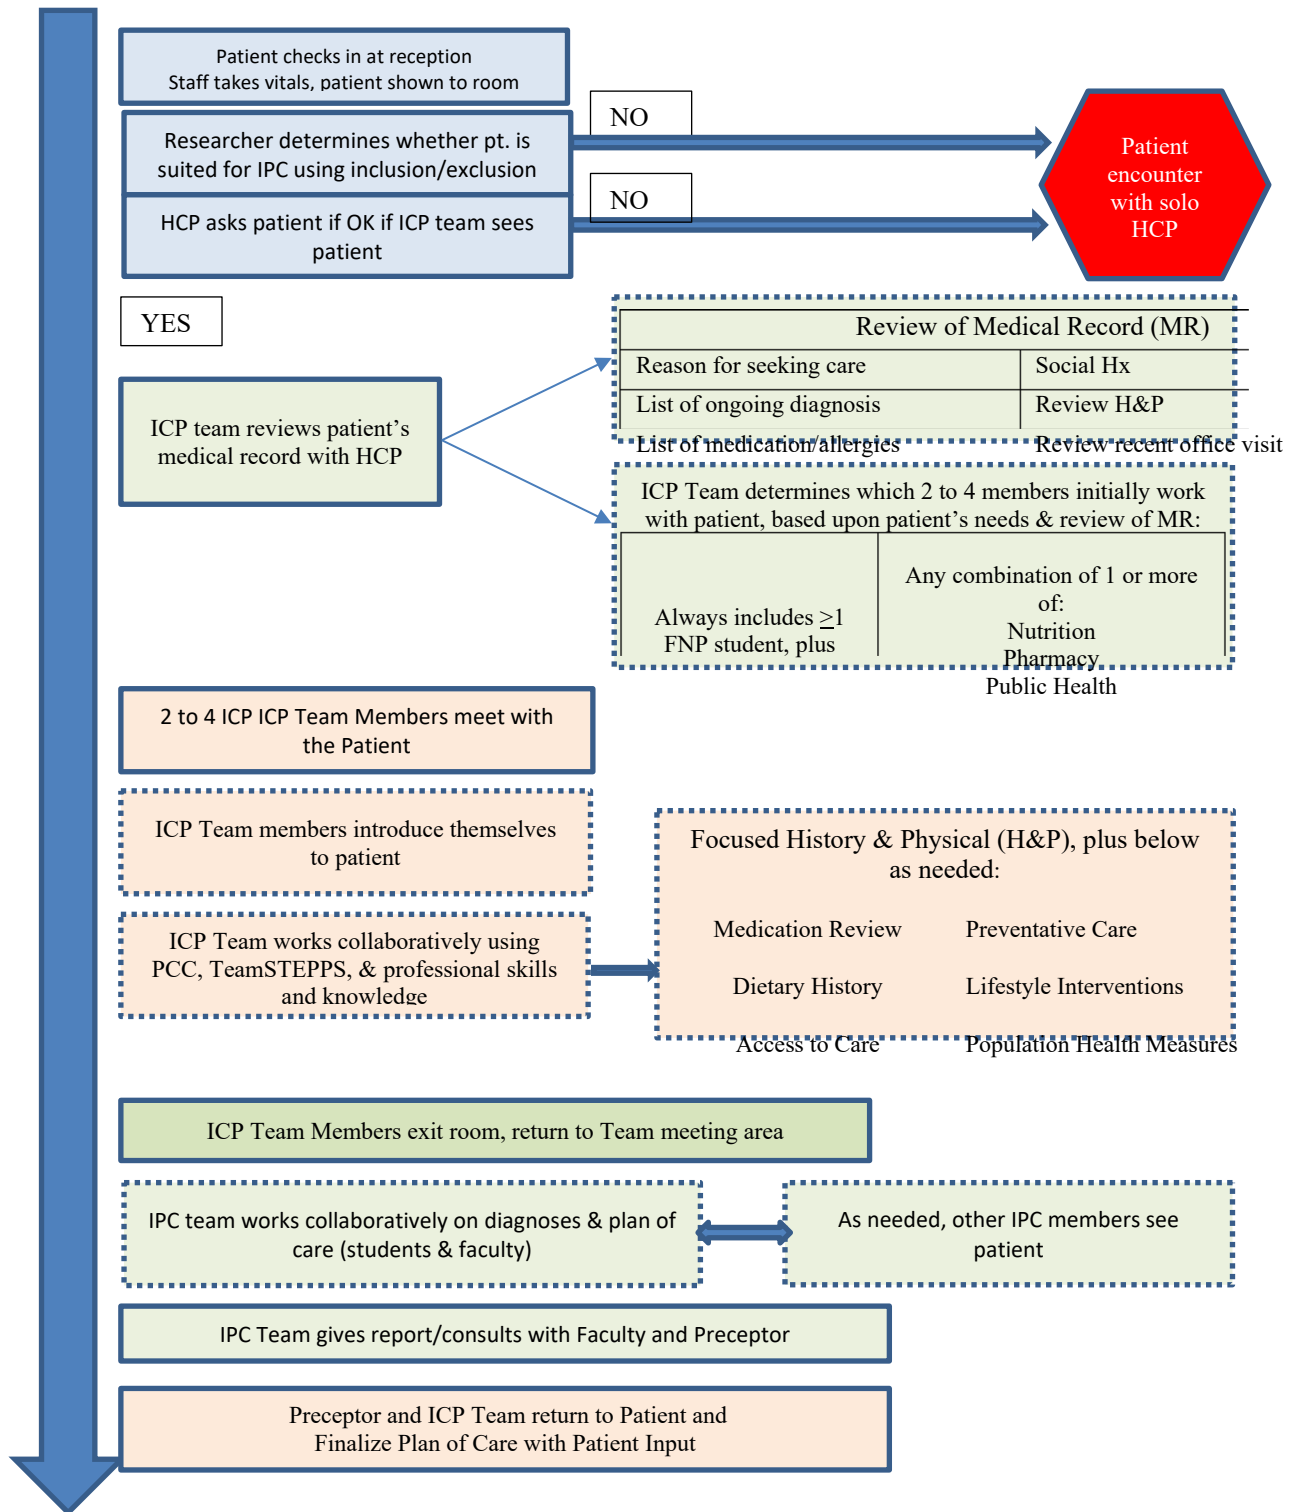 Patient checks in at reception
Staff takes vitals, patient shown to room
NO
Researcher determines whether pt. is
suited for IPC using inclusion/exclusion
NO
HCP asks patient if OK if ICP team sees
patient
Patient
encounter
with solo
HCP
YES
ICP team reviews patient's
medical record with HCP
Review of Medical Record (MR)
Reason for seeking care
Social Hx
List of ongoing diagnosis
Review H&P
List of medication/allergies
Review recent office visit
ICP Team determines which 2 to 4 members initially work
with patient, based upon patient's needs & review of MR:
Always includes ≥1
FNP student, plus
Any combination of 1 or more
of:
Nutrition
Pharmacy
Public Health
2 to 4 ICP ICP Team Members meet with
the Patient
ICP Team members introduce themselves
to patient
ICP Team works collaboratively using
PCC, TeamSTEPPS, & professional skills
and knowledge
Focused History & Physical (H&P), plus below
as needed:
Medication Review
Preventative Care
Dietary History
Lifestyle Interventions
Access to Care
Population Health Measures
ICP Team Members exit room, return to Team meeting area
IPC team works collaboratively on diagnoses & plan of
care (students & faculty)
As needed, other IPC members see
patient
IPC Team gives report/consults with Faculty and Preceptor
Preceptor and ICP Team return to Patient and
Finalize Plan of Care with Patient Input